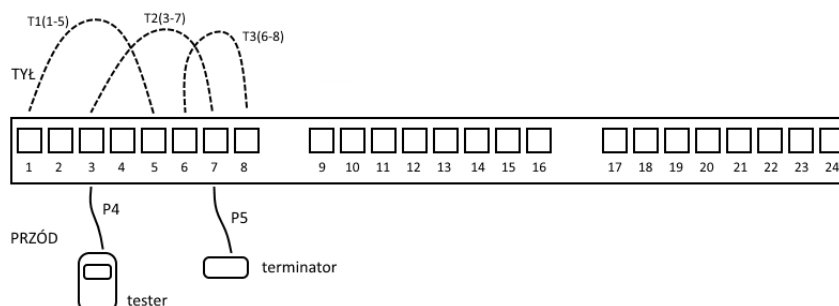 T1(1-5)
T2(3-7)
T3(6-8)
TYŁ
1 2 3 4 5 6 7 8 9 10 11 12 13 14 15 16 17 18 19 20 21 22 23 24
P4
P5
PRZÓD
terminator
tester